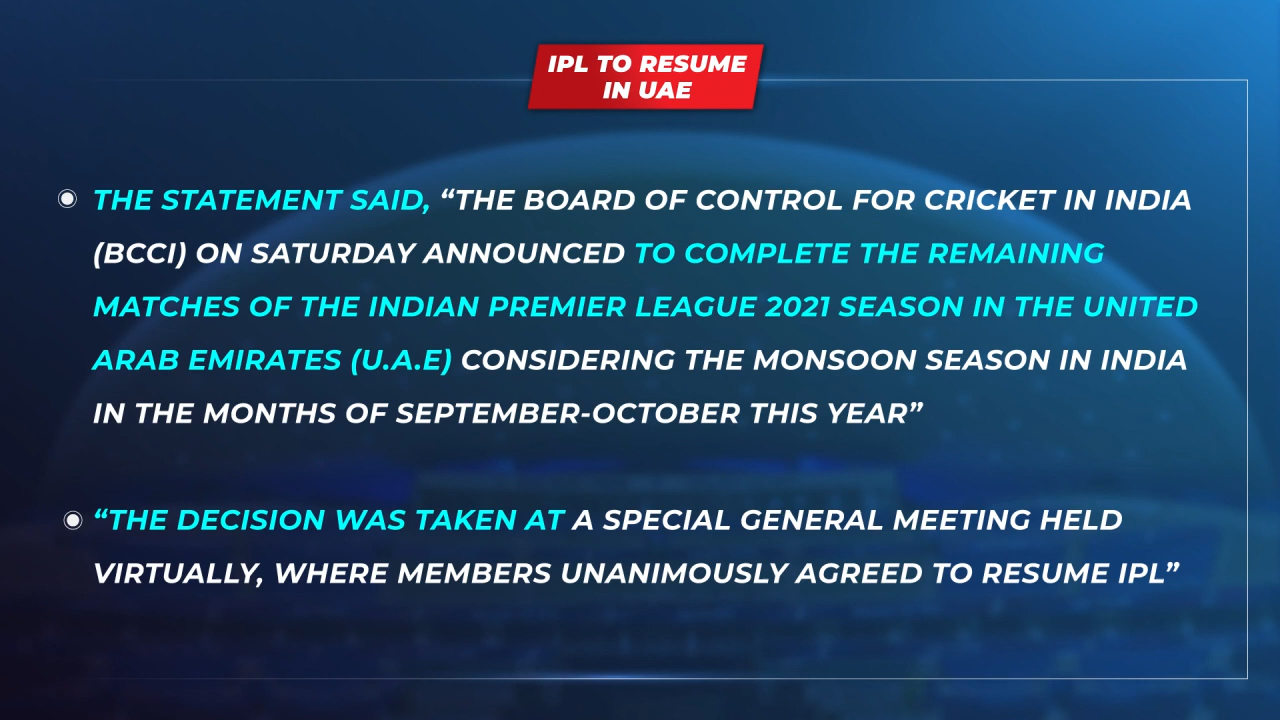 IPL TO RESUME
IN UAE
THE STATEMENT SAID, “THE BOARD OF CONTROL FOR CRICKET IN INDIA
(BCCI) ON SATURDAY ANNOUNCED TO COMPLETE THE REMAINING
MATCHES OF THE INDIAN PREMIER LEAGUE 2021 SEASON IN THE UNITED
ARAB EMIRATES (U.A.E) CONSIDERING THE MONSOON SEASON IN INDIA
IN THE MONTHS OF SEPTEMBER-OCTOBER THIS YEAR”
“THE DECISION WAS TAKEN AT A SPECIAL GENERAL MEETING HELD
VIRTUALLY, WHERE MEMBERS UNANIMOUSLY AGREED TO RESUME IPL”